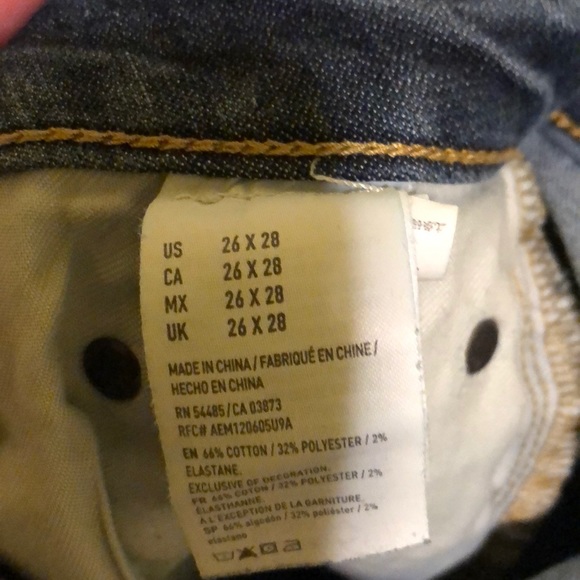 US 26 X 28
CA 26 X 28
MX 26 X 28
UK 26 X 28
MADE IN CHINA / FABRIQUÉ EN CHINE /
HECHO EN CHINA
RN 54485 / CA 03873
RFC# AEM120605U9A
EN 66% COTTON / 32% POLYESTER / 2%
ELASTANE.
EXCLUSIVE OF DECORATION.
FR 66% COTON / 32% POLYESTER / 2%
ÉLASTHANNE.
À L'EXCEPTION DE LA GARNITURE.
SP 66% algodón / 32% poliéster / 2%
elastano